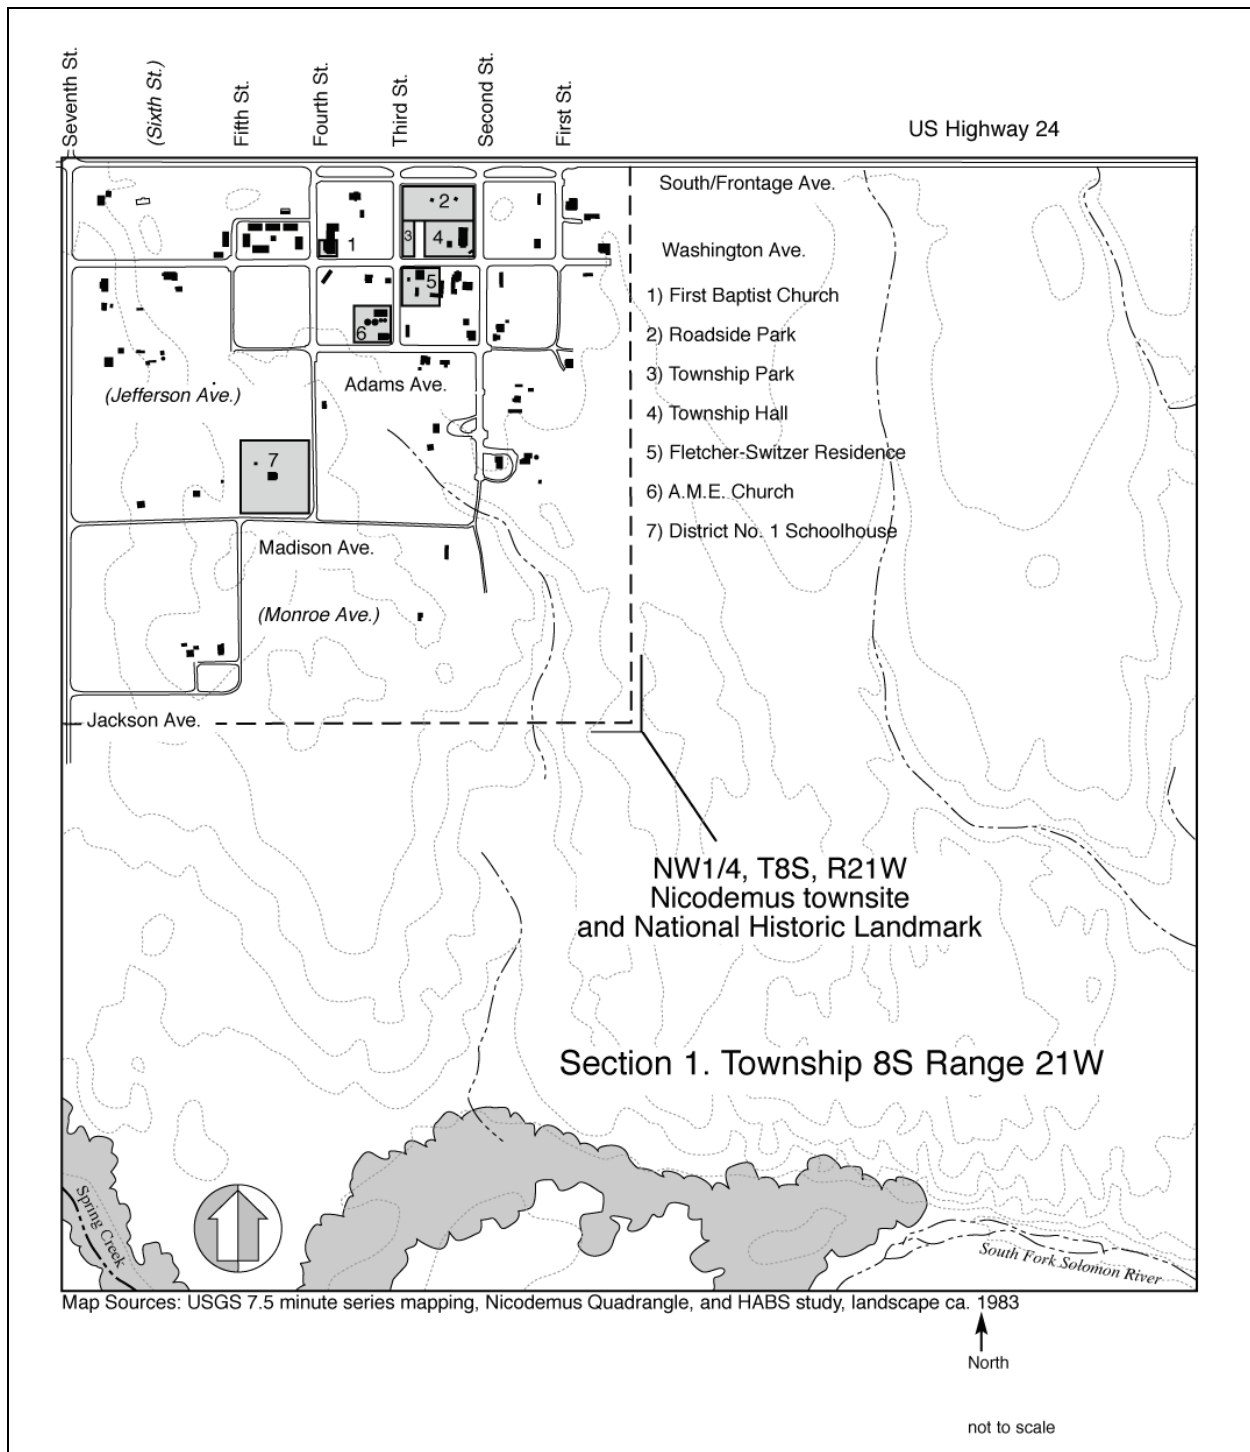 Seventh St.
(Sixth St.)
Fifth St.
Fourth St.
Third St.
Second St.
First St.
US Highway 24
South/Frontage Ave.
Washington Ave.
1) First Baptist Church
2) Roadside Park
3) Township Park
4) Township Hall
5) Fletcher-Switzer Residence
6) A.M.E. Church
7) District No. 1 Schoolhouse
2
3
4
1
5
6
Adams Ave.
(Jefferson Ave.)
7
Madison Ave.
(Monroe Ave.)
Jackson Ave.
NW1/4, T8S, R21W
Nicodemus townsite
and National Historic Landmark
Section 1. Township 8S Range 21W
Spring Creek
South Fork Solomon River
Map Sources: USGS 7.5 minute series mapping, Nicodemus Quadrangle, and HABS study, landscape ca. 1983
North
not to scale